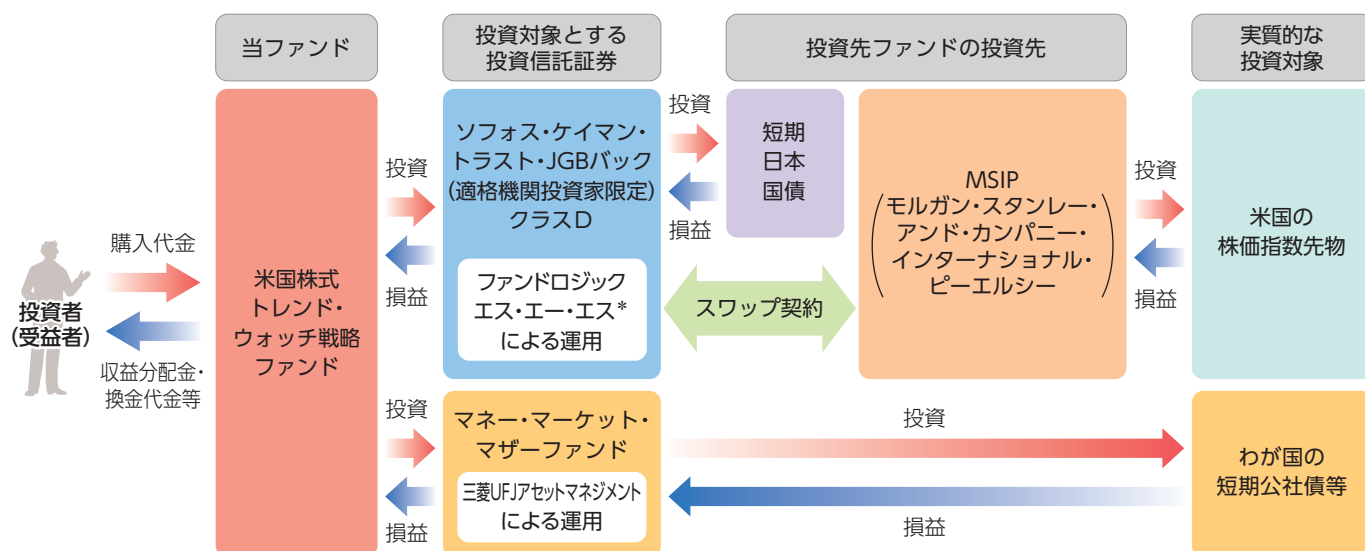 当ファンド
投資対象とする
投資信託証券
投資先ファンドの投資先
実質的な
投資対象
投資者
(受益者)
購入代金
損益
収益分配金・
換金代金等
米国株式
トレンド・
ウォッチ戦略
ファンド
投資
損益
ソフォス・ケイマン・
トラスト・JGBバック
(適格機関投資家限定)
クラスD
ファンドロジック
エス・エー・エス*
による運用
投資
損益
短期
日本
国債
スワップ契約
MSIP
(モルガン・スタンレー・
アンド・カンパニー・
インターナショナル・
ピーエルシー)
投資
損益
米国の
株価指数先物
投資
損益
マネー・マーケット・
マザーファンド
三菱UFJアセットマネジメント
による運用
投資
損益
わが国の
短期公社債等